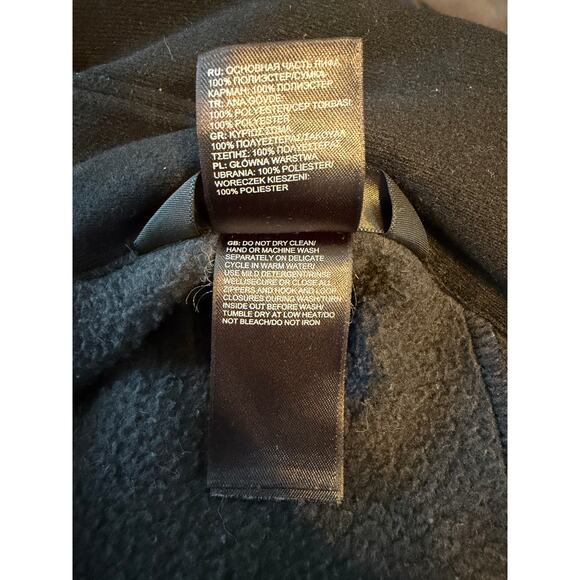 RU: ОСНОВНАЯ ЧАСТЬ ЛИФА:
100% ПОЛИЭСТЕР/СУМКА,
КАРМАН: 100% ПОЛИЭСТЕР
TR: ANA GÖVDE:
100% POLYESTER/CEP TORBASI:
100% POLYESTER
GR: ΚΥΡΙΩΣ ΣΩΜΑ:
100% ΠΟΛΥΕΣΤΕΡΑΣ/ΣΑΚΟΥΛΑ
ΤΣΕΠΗΣ: 100% ΠΟΛΥΕΣΤΕΡΑΣ
PL: GŁÓWNA WARSTWA
UBRANIA: 100% POLIESTER/
WORECZEK KIESZENI:
100% POLIESTER
GB: DO NOT DRY CLEAN/
HAND OR MACHINE WASH
SEPARATELY ON DELICATE
CYCLE IN WARM WATER/
USE MILD DETERGENT/RINSE
WELL/SECURE OR CLOSE ALL
ZIPPERS AND HOOK AND LOOP
CLOSURES DURING WASH/TURN
INSIDE OUT BEFORE WASH/
TUMBLE DRY AT LOW HEAT/DO
NOT BLEACH/DO NOT IRON